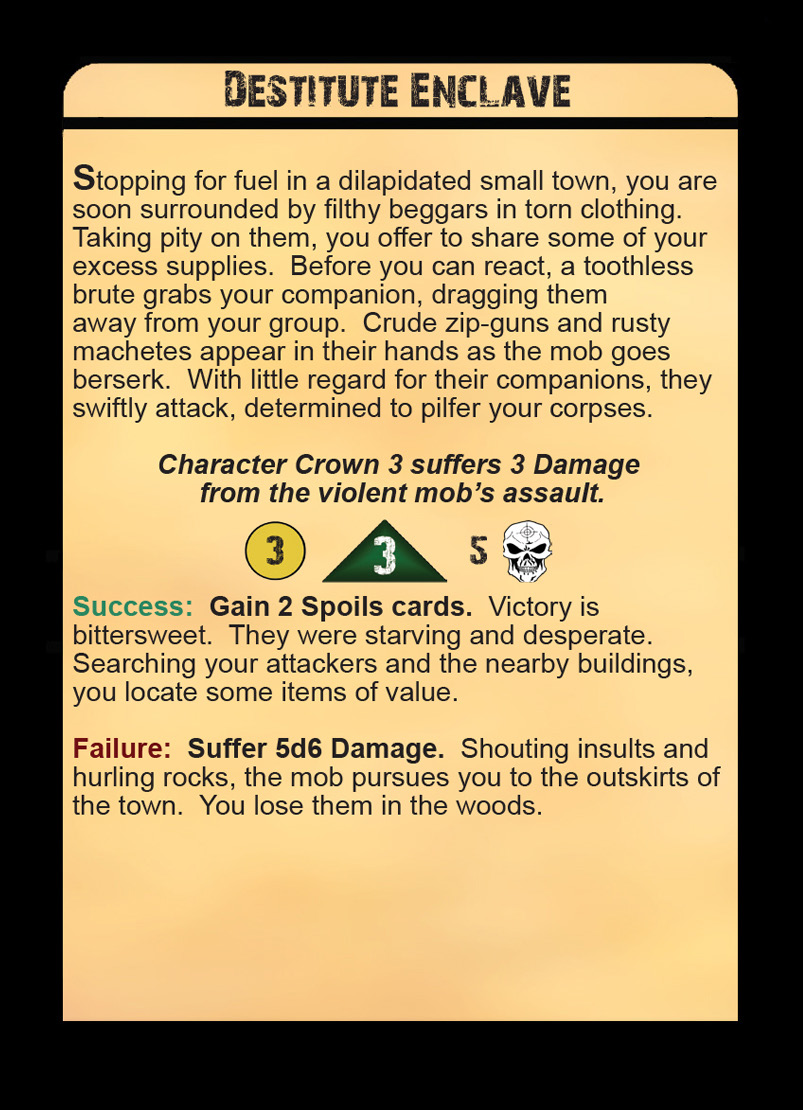 Destitute Enclave
Stopping for fuel in a dilapidated small town, you are
soon surrounded by filthy beggars in torn clothing.
Taking pity on them, you offer to share some of your
excess supplies.  Before you can react, a toothless
brute grabs your companion, dragging them
away from your group.  Crude zip-guns and rusty
machetes appear in their hands as the mob goes
berserk.  With little regard for their companions, they
swiftly attack, determined to pilfer your corpses.
Character Crown 3 suffers 3 Damage
from the violent mob's assault.
3 3 5
Success:  Gain 2 Spoils cards.  Victory is
bittersweet.  They were starving and desperate.
Searching your attackers and the nearby buildings,
you locate some items of value.
Failure:  Suffer 5d6 Damage.  Shouting insults and
hurling rocks, the mob pursues you to the outskirts of
the town.  You lose them in the woods.